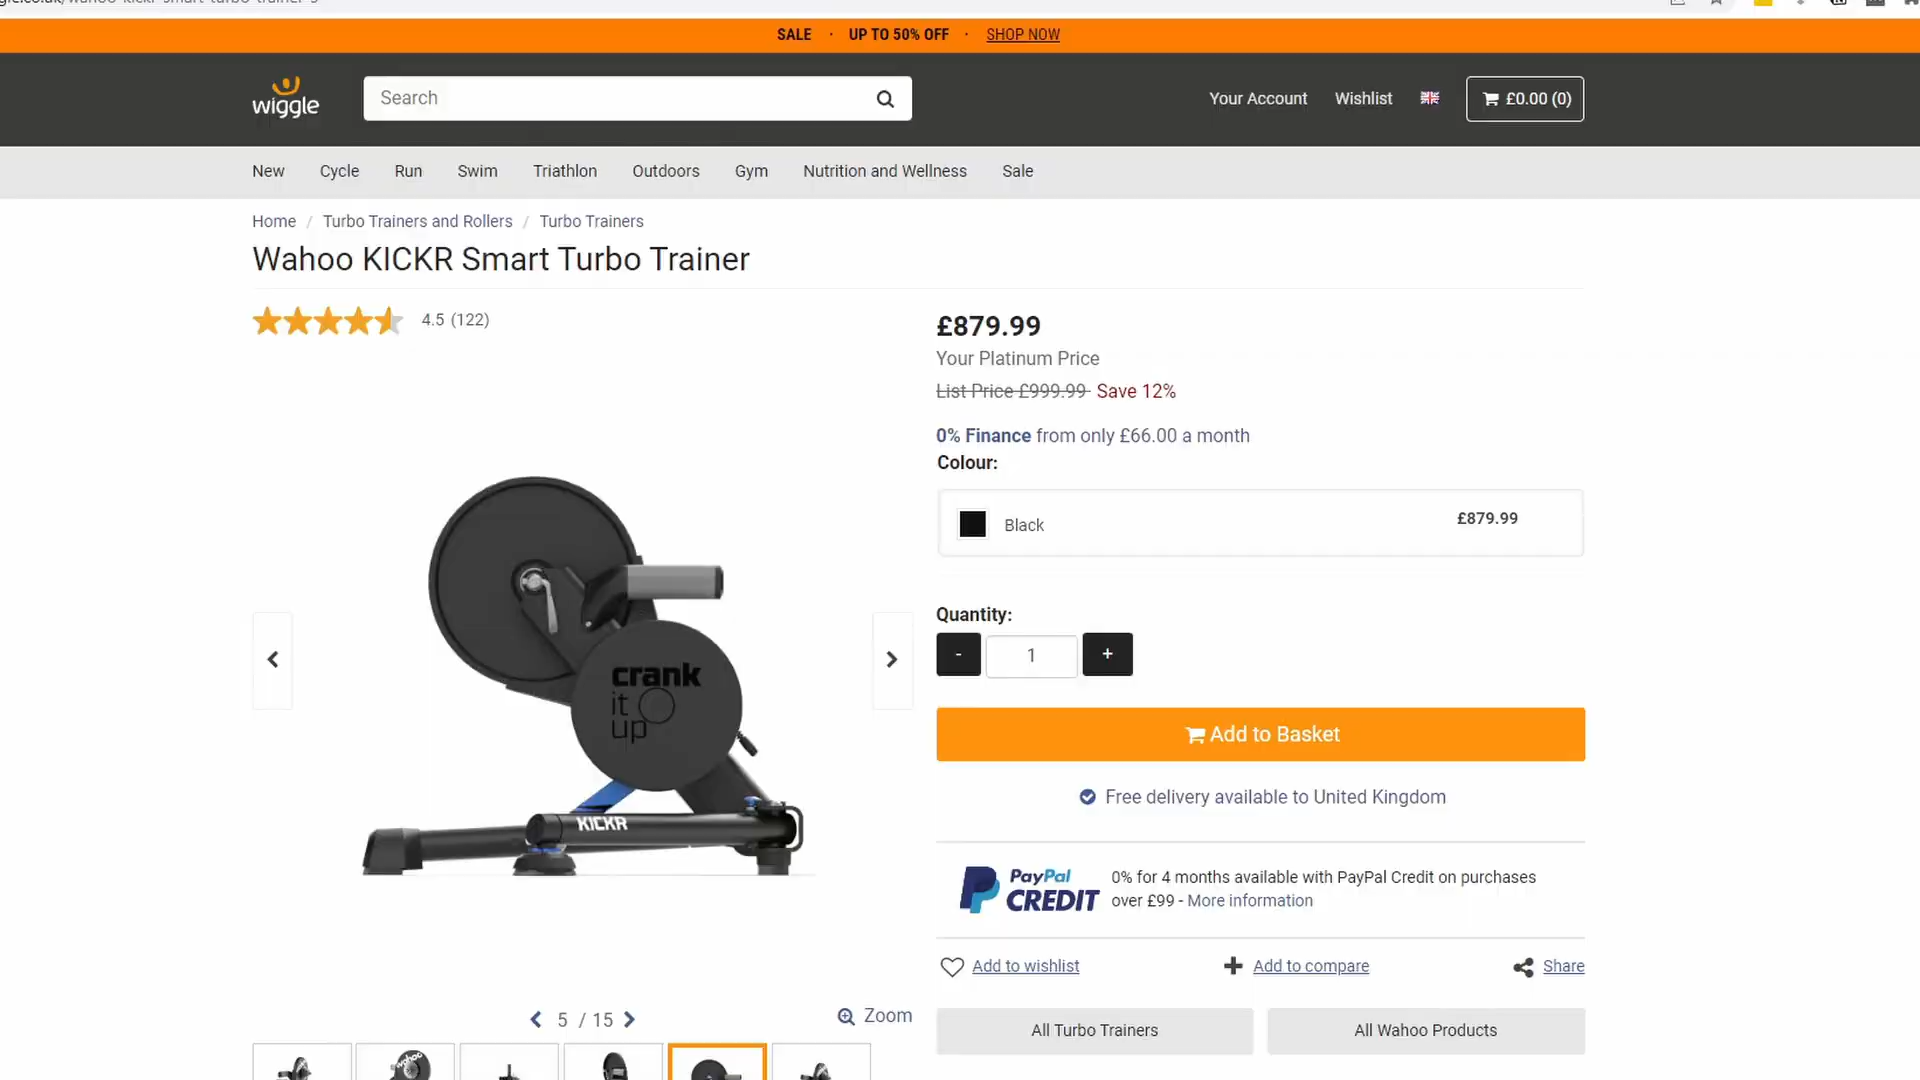 SALE · UP TO 50% OFF · SHOP NOW
wiggle
Search
Your Account
Wishlist
£0.00 (0)
New
Cycle
Run
Swim
Triathlon
Outdoors
Gym
Nutrition and Wellness
Sale
Home / Turbo Trainers and Rollers / Turbo Trainers
Wahoo KICKR Smart Turbo Trainer
4.5 (122)
£879.99
Your Platinum Price
List Price £999.99 Save 12%
0% Finance from only £66.00 a month
Colour:
Black
£879.99
Quantity:
- 1 +
Add to Basket
Free delivery available to United Kingdom
PayPal
CREDIT
0% for 4 months available with PayPal Credit on purchases
over £99 - More information
Add to wishlist
Add to compare
Share
All Turbo Trainers
All Wahoo Products
crank
it
up
KICKR
5 / 15
Zoom
wahoo